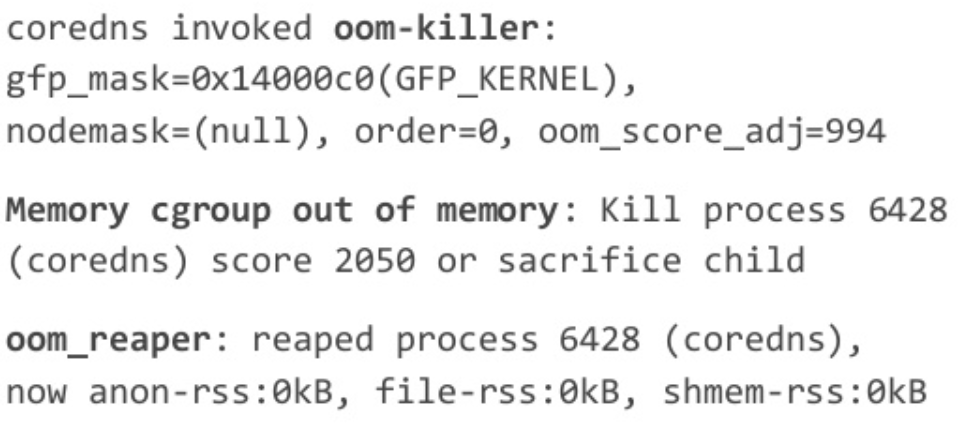 coredns invoked oom-killer:
gfp_mask=0x14000c0(GFP_KERNEL),
nodemask=(null), order=0, oom_score_adj=994
Memory cgroup out of memory: Kill process 6428
(coredns) score 2050 or sacrifice child
oom_reaper: reaped process 6428 (coredns),
now anon-rss:0kB, file-rss:0kB, shmem-rss:0kB